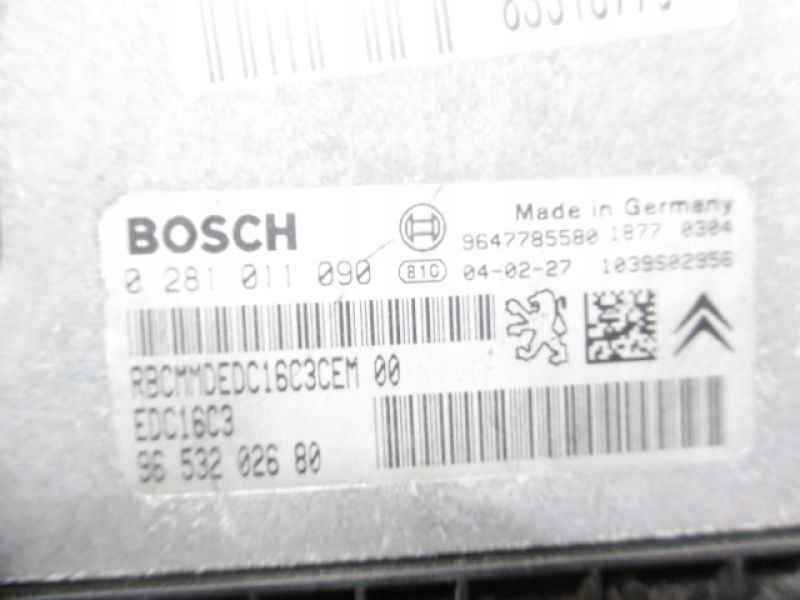 BOSCH
Made in Germany
9647785580 1877 0304
0 281 011 090 81C 04-02-27 1039S02956
RBCMMDEDC16C3CEM 00
EDC16C3
96 532 026 80